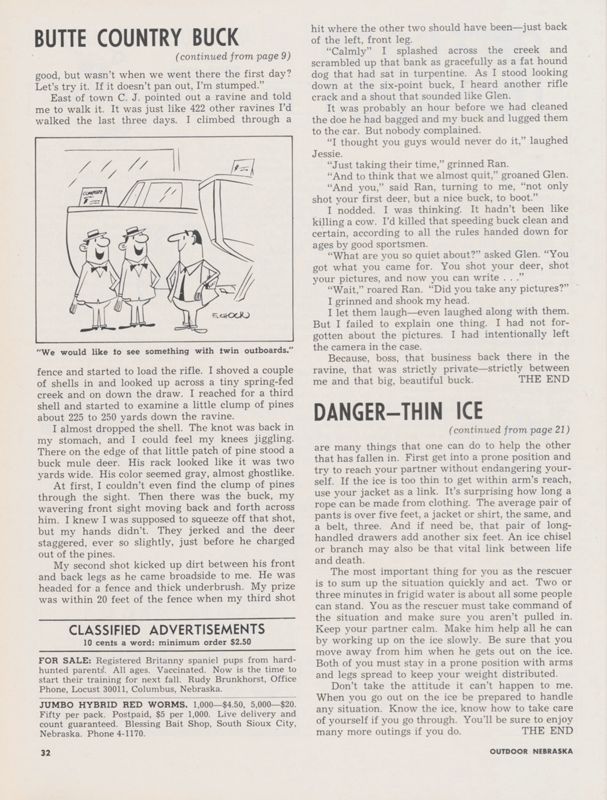 BUTTE COUNTRY BUCK
(continued from page 9)
good, but wasn't when we went there the first day?
Let's try it. If it doesn't pan out, I'm stumped."
East of town C. J. pointed out a ravine and told
me to walk it. It was just like 422 other ravines I'd
walked the last three days. I climbed through a
"We would like to see something with twin outboards."
fence and started to load the rifle. I shoved a couple
of shells in and looked up across a tiny spring-fed
creek and on down the draw. I reached for a third
shell and started to examine a little clump of pines
about 225 to 250 yards down the ravine.
I almost dropped the shell. The knot was back in
my stomach, and I could feel my knees jiggling.
There on the edge of that little patch of pine stood a
buck mule deer. His rack looked like it was two
yards wide. His color seemed gray, almost ghostlike.
At first, I couldn't even find the clump of pines
through the sight. Then there was the buck, my
wavering front sight moving back and forth across
him. I knew I was supposed to squeeze off that shot,
but my hands didn't. They jerked and the deer
staggered, ever so slightly, just before he charged
out of the pines.
My second shot kicked up dirt between his front
and back legs as he came broadside to me. He was
headed for a fence and thick underbrush. My prize
was within 20 feet of the fence when my third shot
CLASSIFIED ADVERTISEMENTS
10 cents a word: minimum order $2.50
FOR SALE: Registered Britanny spaniel pups from hard-
hunted parents. All ages. Vaccinated. Now is the time to
start their training for next fall. Rudy Brunkhorst, Office
Phone, Locust 30011, Columbus, Nebraska.
JUMBO HYBRID RED WORMS. 1,000—$4.50, 5,000—$20.
Fifty per pack. Postpaid, $5 per 1,000. Live delivery and
count guaranteed. Blessing Bait Shop, South Sioux City,
Nebraska. Phone 4-1170.
32
hit where the other two should have been—just back
of the left, front leg.
"Calmly" I splashed across the creek and
scrambled up that bank as gracefully as a fat hound
dog that had sat in turpentine. As I stood looking
down at the six-point buck, I heard another rifle
crack and a shout that sounded like Glen.
It was probably an hour before we had cleaned
the doe he had bagged and my buck and lugged them
to the car. But nobody complained.
"I thought you guys would never do it," laughed
Jessie.
"Just taking their time," grinned Ran.
"And to think that we almost quit," groaned Glen.
"And you," said Ran, turning to me, "not only
shot your first deer, but a nice buck, to boot."
I nodded. I was thinking. It hadn't been like
killing a cow. I'd killed that speeding buck clean and
certain, according to all the rules handed down for
ages by good sportsmen.
"What are you so quiet about?" asked Glen. "You
got what you came for. You shot your deer, shot
your pictures, and now you can write . . ."
"Wait," roared Ran. "Did you take any pictures?"
I grinned and shook my head.
I let them laugh—even laughed along with them.
But I failed to explain one thing. I had not for-
gotten about the pictures. I had intentionally left
the camera in the case.
Because, boss, that business back there in the
ravine, that was strictly private—strictly between
me and that big, beautiful buck. THE END
DANGER—THIN ICE
(continued from page 21)
are many things that one can do to help the other
that has fallen in. First get into a prone position and
try to reach your partner without endangering your-
self. If the ice is too thin to get within arm's reach,
use your jacket as a link. It's surprising how long a
rope can be made from clothing. The average pair of
pants is over five feet, a jacket or shirt, the same, and
a belt, three. And if need be, that pair of long-
handled drawers add another six feet. An ice chisel
or branch may also be that vital link between life
and death.
The most important thing for you as the rescuer
is to sum up the situation quickly and act. Two or
three minutes in frigid water is about all some people
can stand. You as the rescuer must take command of
the situation and make sure you aren't pulled in.
Keep your partner calm. Make him help all he can
by working up on the ice slowly. Be sure that you
move away from him when he gets out on the ice.
Both of you must stay in a prone position with arms
and legs spread to keep your weight distributed.
Don't take the attitude it can't happen to me.
When you go out on the ice be prepared to handle
any situation. Know the ice, know how to take care
of yourself if you go through. You'll be sure to enjoy
many more outings if you do. THE END
OUTDOOR NEBRASKA